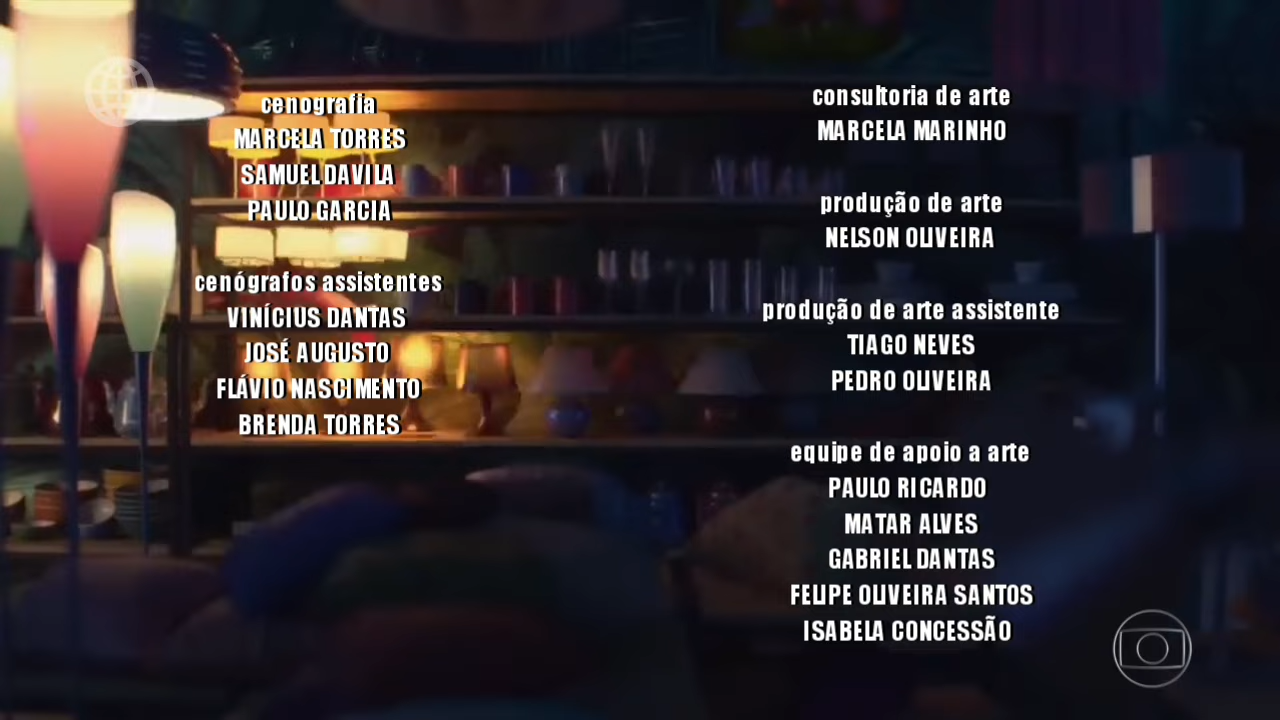 cenografia
MARCELA TORRES
SAMUEL DAVILA
PAULO GARCIA
cenógrafos assistentes
VINÍCIUS DANTAS
JOSÉ AUGUSTO
FLÁVIO NASCIMENTO
BRENDA TORRES
consultoria de arte
MARCELA MARINHO
produção de arte
NELSON OLIVEIRA
produção de arte assistente
TIAGO NEVES
PEDRO OLIVEIRA
equipe de apoio a arte
PAULO RICARDO
MATAR ALVES
GABRIEL DANTAS
FELIPE OLIVEIRA SANTOS
ISABELA CONCESSÃO